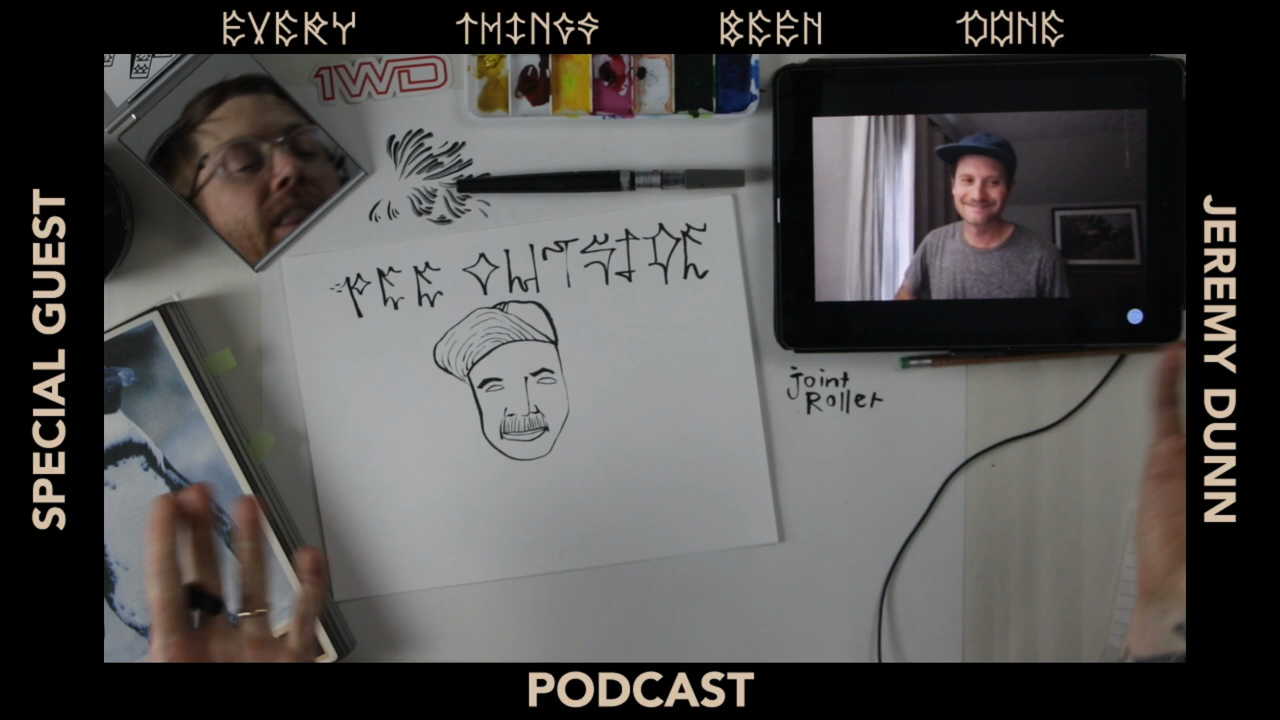 EVERY THINGS BEEN DONE
SPECIAL GUEST
1WD
PEE OUTSIDE
joint
Roller
JEREMY DUNN
PODCAST